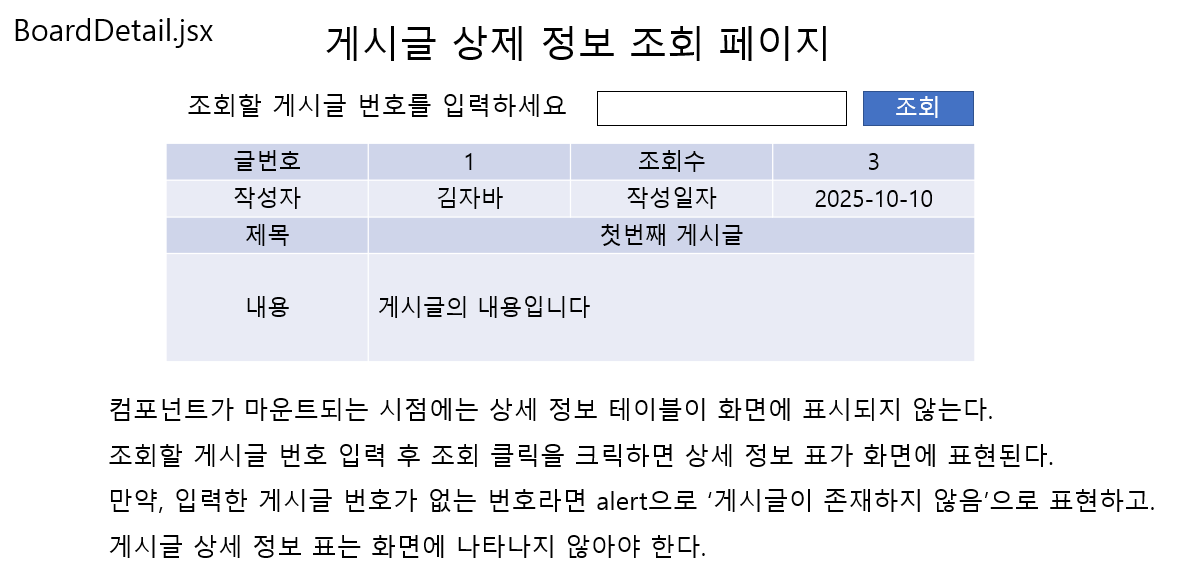 BoardDetail.jsx
게시글 상제 정보 조회 페이지
조회할 게시글 번호를 입력하세요 조회
글번호 1 조회수 3
작성자 김자바 작성일자 2025-10-10
제목 첫번째 게시글
내용 게시글의 내용입니다
컴포넌트가 마운트되는 시점에는 상세 정보 테이블이 화면에 표시되지 않는다.
조회할 게시글 번호 입력 후 조회 클릭을 크릭하면 상세 정보 표가 화면에 표현된다.
만약, 입력한 게시글 번호가 없는 번호라면 alert으로 ‘게시글이 존재하지 않음’으로 표현하고.
게시글 상세 정보 표는 화면에 나타나지 않아야 한다.